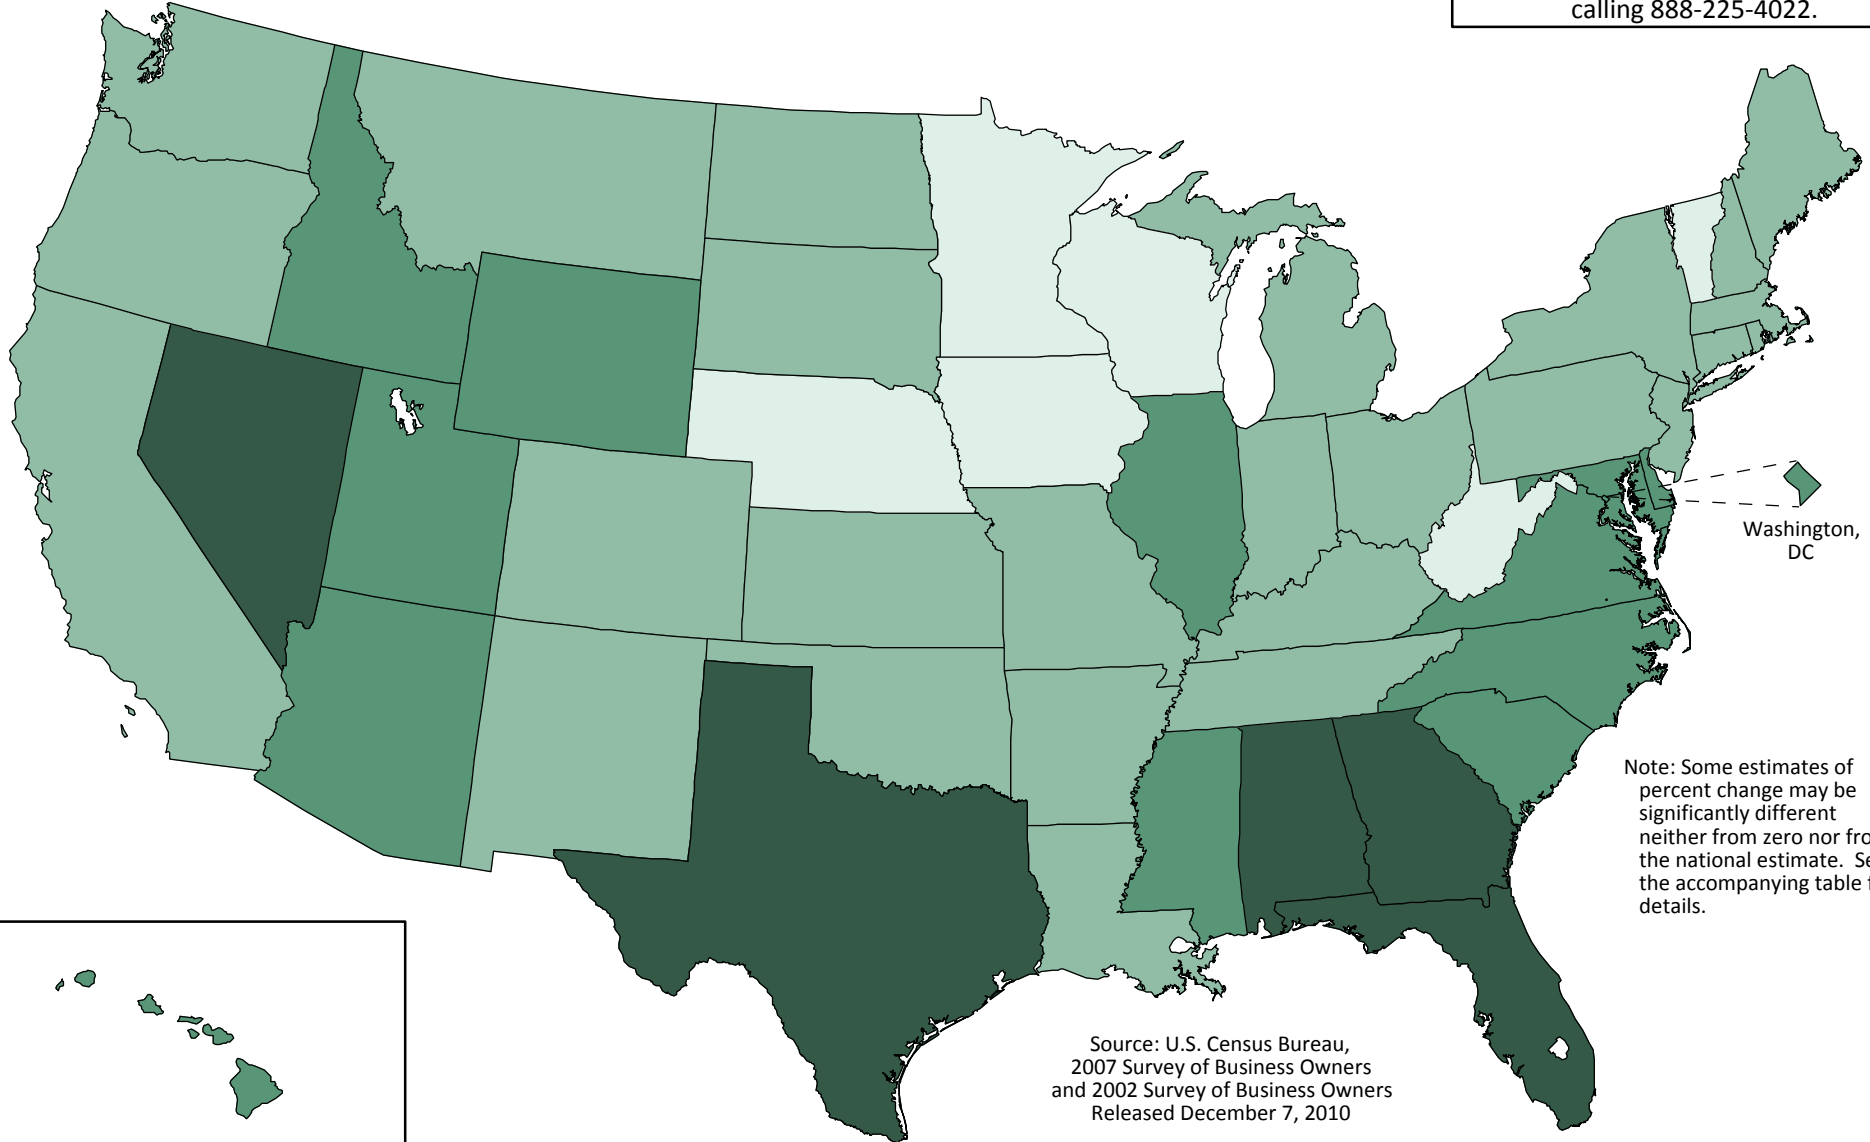 calling 888-225-4022.
Washington,
DC
Note: Some estimates of
percent change may be
significantly different
neither from zero nor
the national estimate.
the accompanying table
details.
Source: U.S. Census Bureau,
2007 Survey of Business Owners
and 2002 Survey of Business Owners
Released December 7, 2010